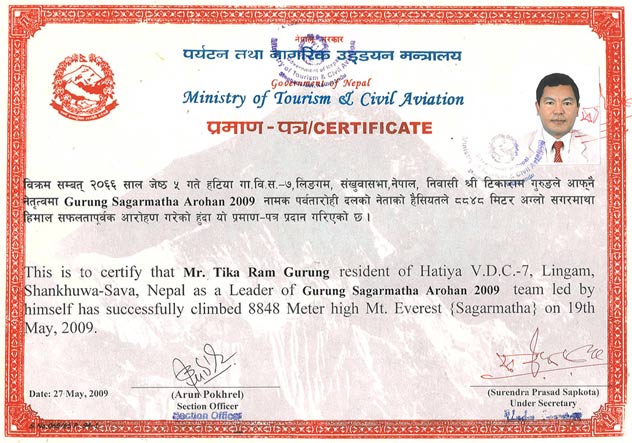 नेपाल सरकार
पर्यटन तथा नागरिक उड्डयन मन्त्रालय
Government of Nepal
Ministry of Tourism & Civil Aviation
प्रमाण-पत्र/CERTIFICATE
विक्रम सम्बत् २०६६ साल जेष्ठ ५ गते हटिया गा.वि.स.-७,लिङगम, संखुवासभा,नेपाल, निवासी श्री टिकाराम गुरुङले आफ्नै
नेतृत्वमा Gurung Sagarmatha Arohan 2009 नामक पर्वतारोही दलको नेताको हैसियतले ८८४८ मिटर अग्लो सगरमाथा
हिमाल सफलतापूर्वक आरोहण गरेको हुंदा यो प्रमाण-पत्र प्रदान गरिएको छ ।
This is to certify that Mr. Tika Ram Gurung resident of Hatiya V.D.C.-7, Lingam,
Shankhuwa-Sava, Nepal as a Leader of Gurung Sagarmatha Arohan 2009 team led by
himself has successfully climbed 8848 Meter high Mt. Everest {Sagarmatha} on 19th
May, 2009.
Date: 27 May, 2009
(Arun Pokhrel)
Section Officer
Section Officer
(Surendra Prasad Sapkota)
Under Secretary